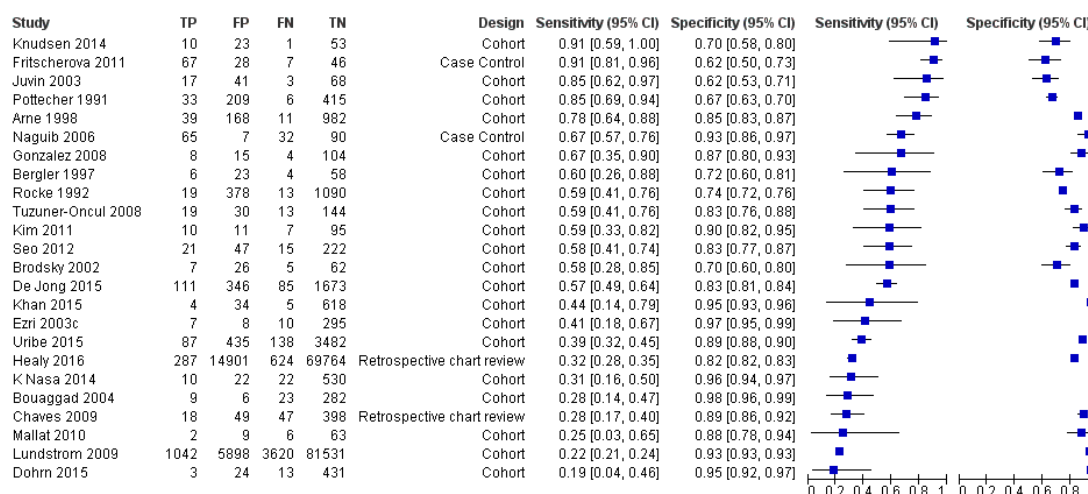 Study TP FP FN TN Design Sensitivity (95% CI) Specificity (95% CI) Sensitivity (95% CI) Specificity (95% CI)
Knudsen 2014 10 23 1 53 Cohort 0.91 [0.59, 1.00] 0.70 [0.58, 0.80]
Fritscherova 2011 67 28 7 46 Case Control 0.91 [0.81, 0.96] 0.62 [0.50, 0.73]
Juvin 2003 17 41 3 68 Cohort 0.85 [0.62, 0.97] 0.62 [0.53, 0.71]
Pottecher 1991 33 209 6 415 Cohort 0.85 [0.69, 0.94] 0.67 [0.63, 0.70]
Arne 1998 39 168 11 982 Cohort 0.78 [0.64, 0.88] 0.85 [0.83, 0.87]
Naguib 2006 65 7 32 90 Case Control 0.67 [0.57, 0.76] 0.93 [0.86, 0.97]
Gonzalez 2008 8 15 4 104 Cohort 0.67 [0.35, 0.90] 0.87 [0.80, 0.93]
Bergler 1997 6 23 4 58 Cohort 0.60 [0.26, 0.88] 0.72 [0.60, 0.81]
Rocke 1992 19 378 13 1090 Cohort 0.59 [0.41, 0.76] 0.74 [0.72, 0.76]
Tuzuner-Oncul 2008 19 30 13 144 Cohort 0.59 [0.41, 0.76] 0.83 [0.76, 0.88]
Kim 2011 10 11 7 95 Cohort 0.59 [0.33, 0.82] 0.90 [0.82, 0.95]
Seo 2012 21 47 15 222 Cohort 0.58 [0.41, 0.74] 0.83 [0.77, 0.87]
Brodsky 2002 7 26 5 62 Cohort 0.58 [0.28, 0.85] 0.70 [0.60, 0.80]
De Jong 2015 111 346 85 1673 Cohort 0.57 [0.49, 0.64] 0.83 [0.81, 0.84]
Khan 2015 4 34 5 618 Cohort 0.44 [0.14, 0.79] 0.95 [0.93, 0.96]
Ezri 2003c 7 8 10 295 Cohort 0.41 [0.18, 0.67] 0.97 [0.95, 0.99]
Uribe 2015 87 435 138 3482 Cohort 0.39 [0.32, 0.45] 0.89 [0.88, 0.90]
Healy 2016 287 14901 624 69764 Retrospective chart review 0.32 [0.28, 0.35] 0.82 [0.82, 0.83]
K Nasa 2014 10 22 22 530 Cohort 0.31 [0.16, 0.50] 0.96 [0.94, 0.97]
Bouaggad 2004 9 6 23 282 Cohort 0.28 [0.14, 0.47] 0.98 [0.96, 0.99]
Chaves 2009 18 49 47 398 Retrospective chart review 0.28 [0.17, 0.40] 0.89 [0.86, 0.92]
Mallat 2010 2 9 6 63 Cohort 0.25 [0.03, 0.65] 0.88 [0.78, 0.94]
Lundstrom 2009 1042 5898 3620 81531 Cohort 0.22 [0.21, 0.24] 0.93 [0.93, 0.93]
Dohrn 2015 3 24 13 431 Cohort 0.19 [0.04, 0.46] 0.95 [0.92, 0.97]
0 0.2 0.4 0.6 0.8 1 0 0.2 0.4 0.6 0.8